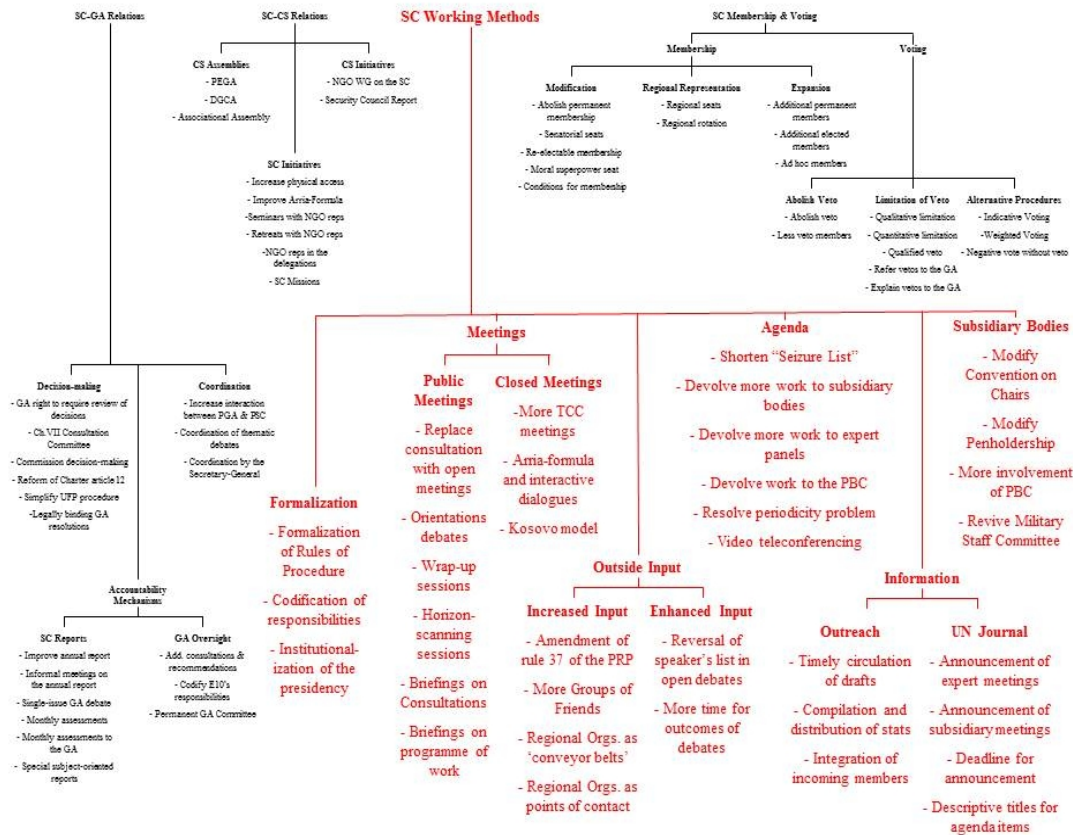 SC-GA Relations
SC-CS Relations
SC Working Methods
SC Membership & Voting
CS Assemblies
- PEGA
- DGCA
- Associational Assembly
CS Initiatives
- NGO WG on the SC
- Security Council Report
SC Initiatives
- Increase physical access
- Improve Arria-Formula
-Seminars with NGO reps
- Retreats with NGO reps
-NGO reps in the
delegations
- SC Missions
Membership
Voting
Modification
- Abolish permanent
membership
- Senatorial seats
- Re-electable membership
- Moral superpower seat
- Conditions for membership
Regional Representation
- Regional seats
- Regional rotation
Expansion
- Additional permanent
members
- Additional elected
members
- Ad hoc members
Abolish Veto
- Abolish veto
- Less veto members
Limitation of Veto
- Qualitative limitation
- Quantitative limitation
- Qualified veto
- Refer vetos to the GA
- Explain vetos to the GA
Alternative Procedures
- Indicative Voting
-Weighted Voting
- Negative vote without veto
Decision-making
- GA right to require review of
decisions
- Ch.VII Consultation
Committee
- Commission decision-making
- Reform of Charter article 12
- Simplify UFP procedure
-Legally binding GA
resolutions
Coordination
- Increase interaction
between PGA & PSC
- Coordination of thematic
debates
- Coordination by the
Secretary-General
Accountability
Mechanisms
SC Reports
- Improve annual report
- Informal meetings on
the annual report
- Single-issue GA debate
- Monthly assessments
- Monthly assessments to
the GA
- Special subject-oriented
reports
GA Oversight
- Add. consultations &
recommendations
- Codify E10's
responsibilities
- Permanent GA Committee
Formalization
- Formalization
of Rules of
Procedure
- Codification of
responsibilities
- Institutional-
ization of the
presidency
Meetings
Public
Meetings
- Replace
consultation
with open
meetings
- Orientations
debates
- Wrap-up
sessions
- Horizon-
scanning
sessions
- Briefings on
Consultations
- Briefings on
programme of
work
Closed Meetings
-More TCC
meetings
- Arria-formula
and interactive
dialogues
- Kosovo model
Outside Input
Increased Input
- Amendment of
rule 37 of the PRP
- More Groups of
Friends
- Regional Orgs. as
‘conveyor belts’
- Regional Orgs. as
points of contact
Enhanced Input
- Reversal of
speaker’s list in
open debates
- More time for
outcomes of
debates
Agenda
- Shorten “Seizure List”
- Devolve more work to subsidiary
bodies
- Devolve more work to expert
panels
- Devolve work to the PBC
- Resolve periodicity problem
- Video teleconferencing
Information
Outreach
- Timely circulation
of drafts
- Compilation and
distribution of stats
- Integration of
incoming members
UN Journal
- Announcement of
expert meetings
- Announcement of
subsidiary meetings
- Deadline for
announcement
- Descriptive titles for
agenda items
Subsidiary Bodies
- Modify
Convention on
Chairs
- Modify
Penholdership
- More involvement
of PBC
- Revive Military
Staff Committee